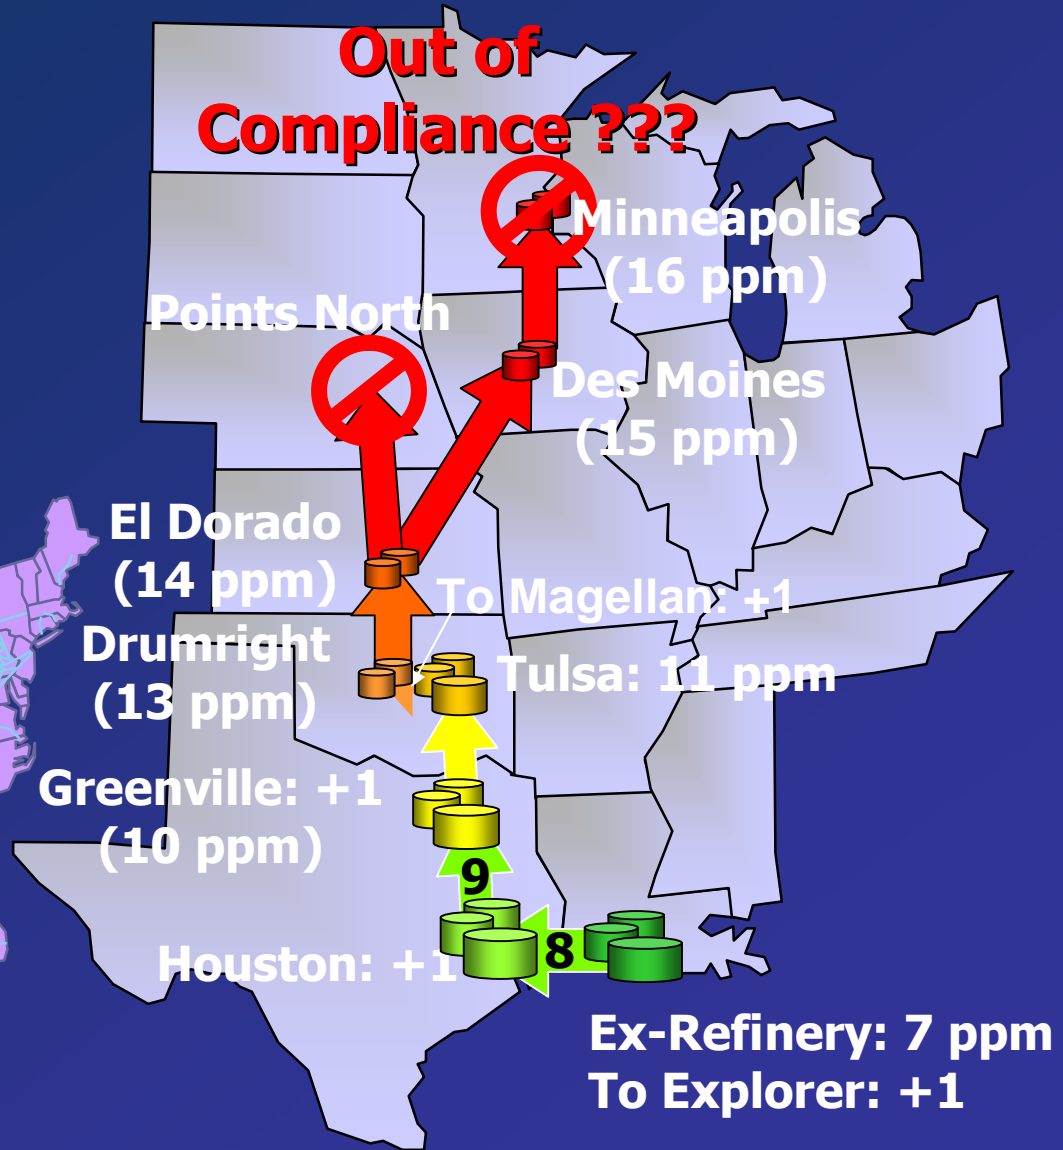 Out of
Compliance ???
Minneapolis
(16 ppm)
Points North
Des Moines
(15 ppm)
El Dorado
(14 ppm)
To Magellan: +1
Drumright
(13 ppm)
Tulsa: 11 ppm
Greenville: +1
(10 ppm)
9
Houston: +1
8
Ex-Refinery: 7 ppm
To Explorer: +1